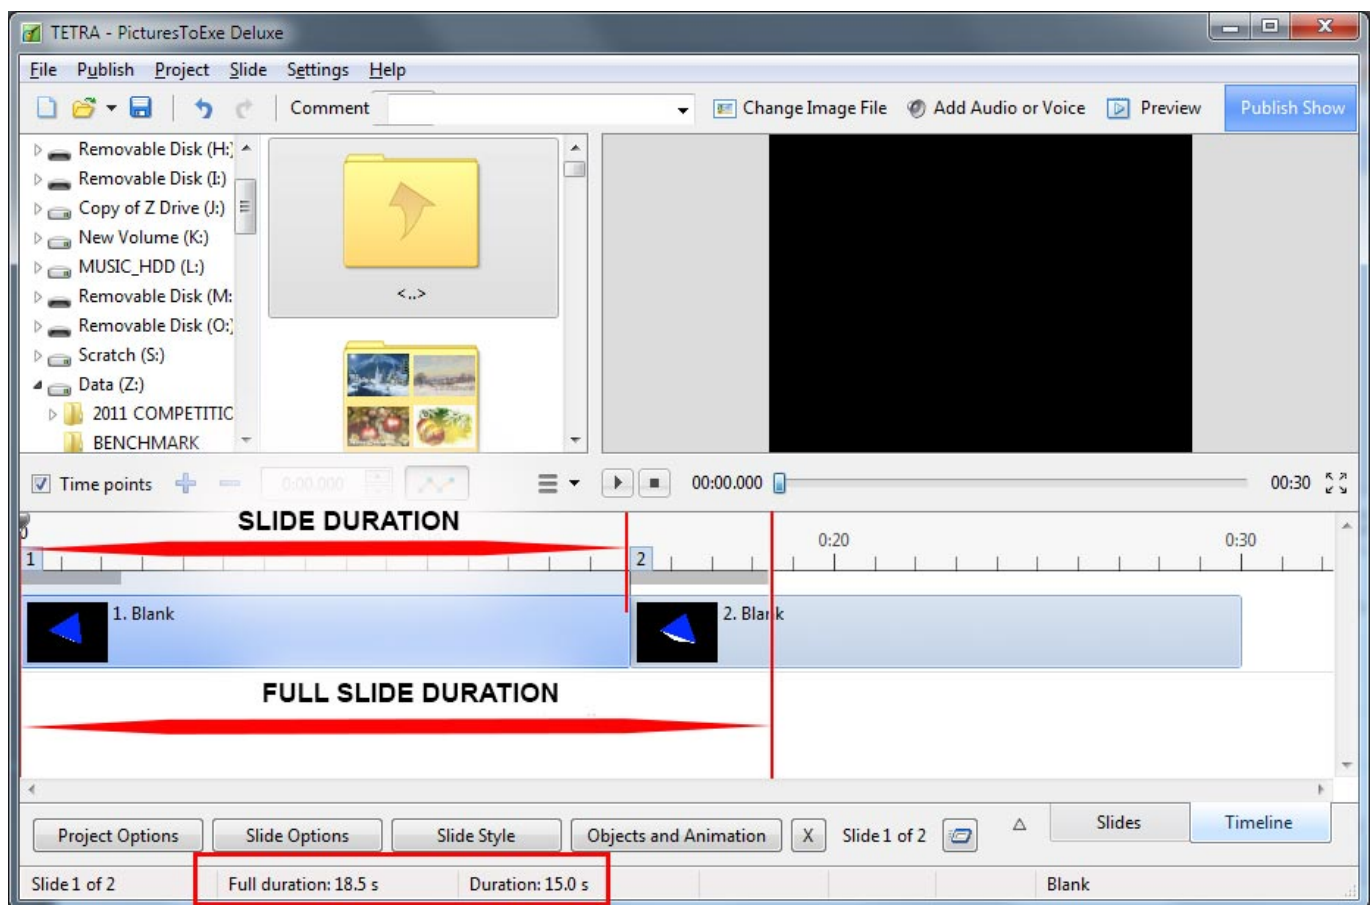 TETRA - PicturesToExe Deluxe
File Publish Project Slide Settings Help
Comment Change Image File Add Audio or Voice Preview Publish Show
Removable Disk (H:)
Removable Disk (I:)
Copy of Z Drive (J:)
New Volume (K:)
MUSIC_HDD (L:)
Removable Disk (M:
Removable Disk (O:)
Scratch (S:)
Data (Z:)
2011 COMPETITIC
BENCHMARK
<..>
Time points 0:00.000 00:00.000 00:30
SLIDE DURATION
0 0:20 0:30
1 2
1. Blank 2. Blank
FULL SLIDE DURATION
Project Options Slide Options Slide Style Objects and Animation X Slide 1 of 2 Slides Timeline
Slide 1 of 2 Full duration: 18.5 s Duration: 15.0 s Blank